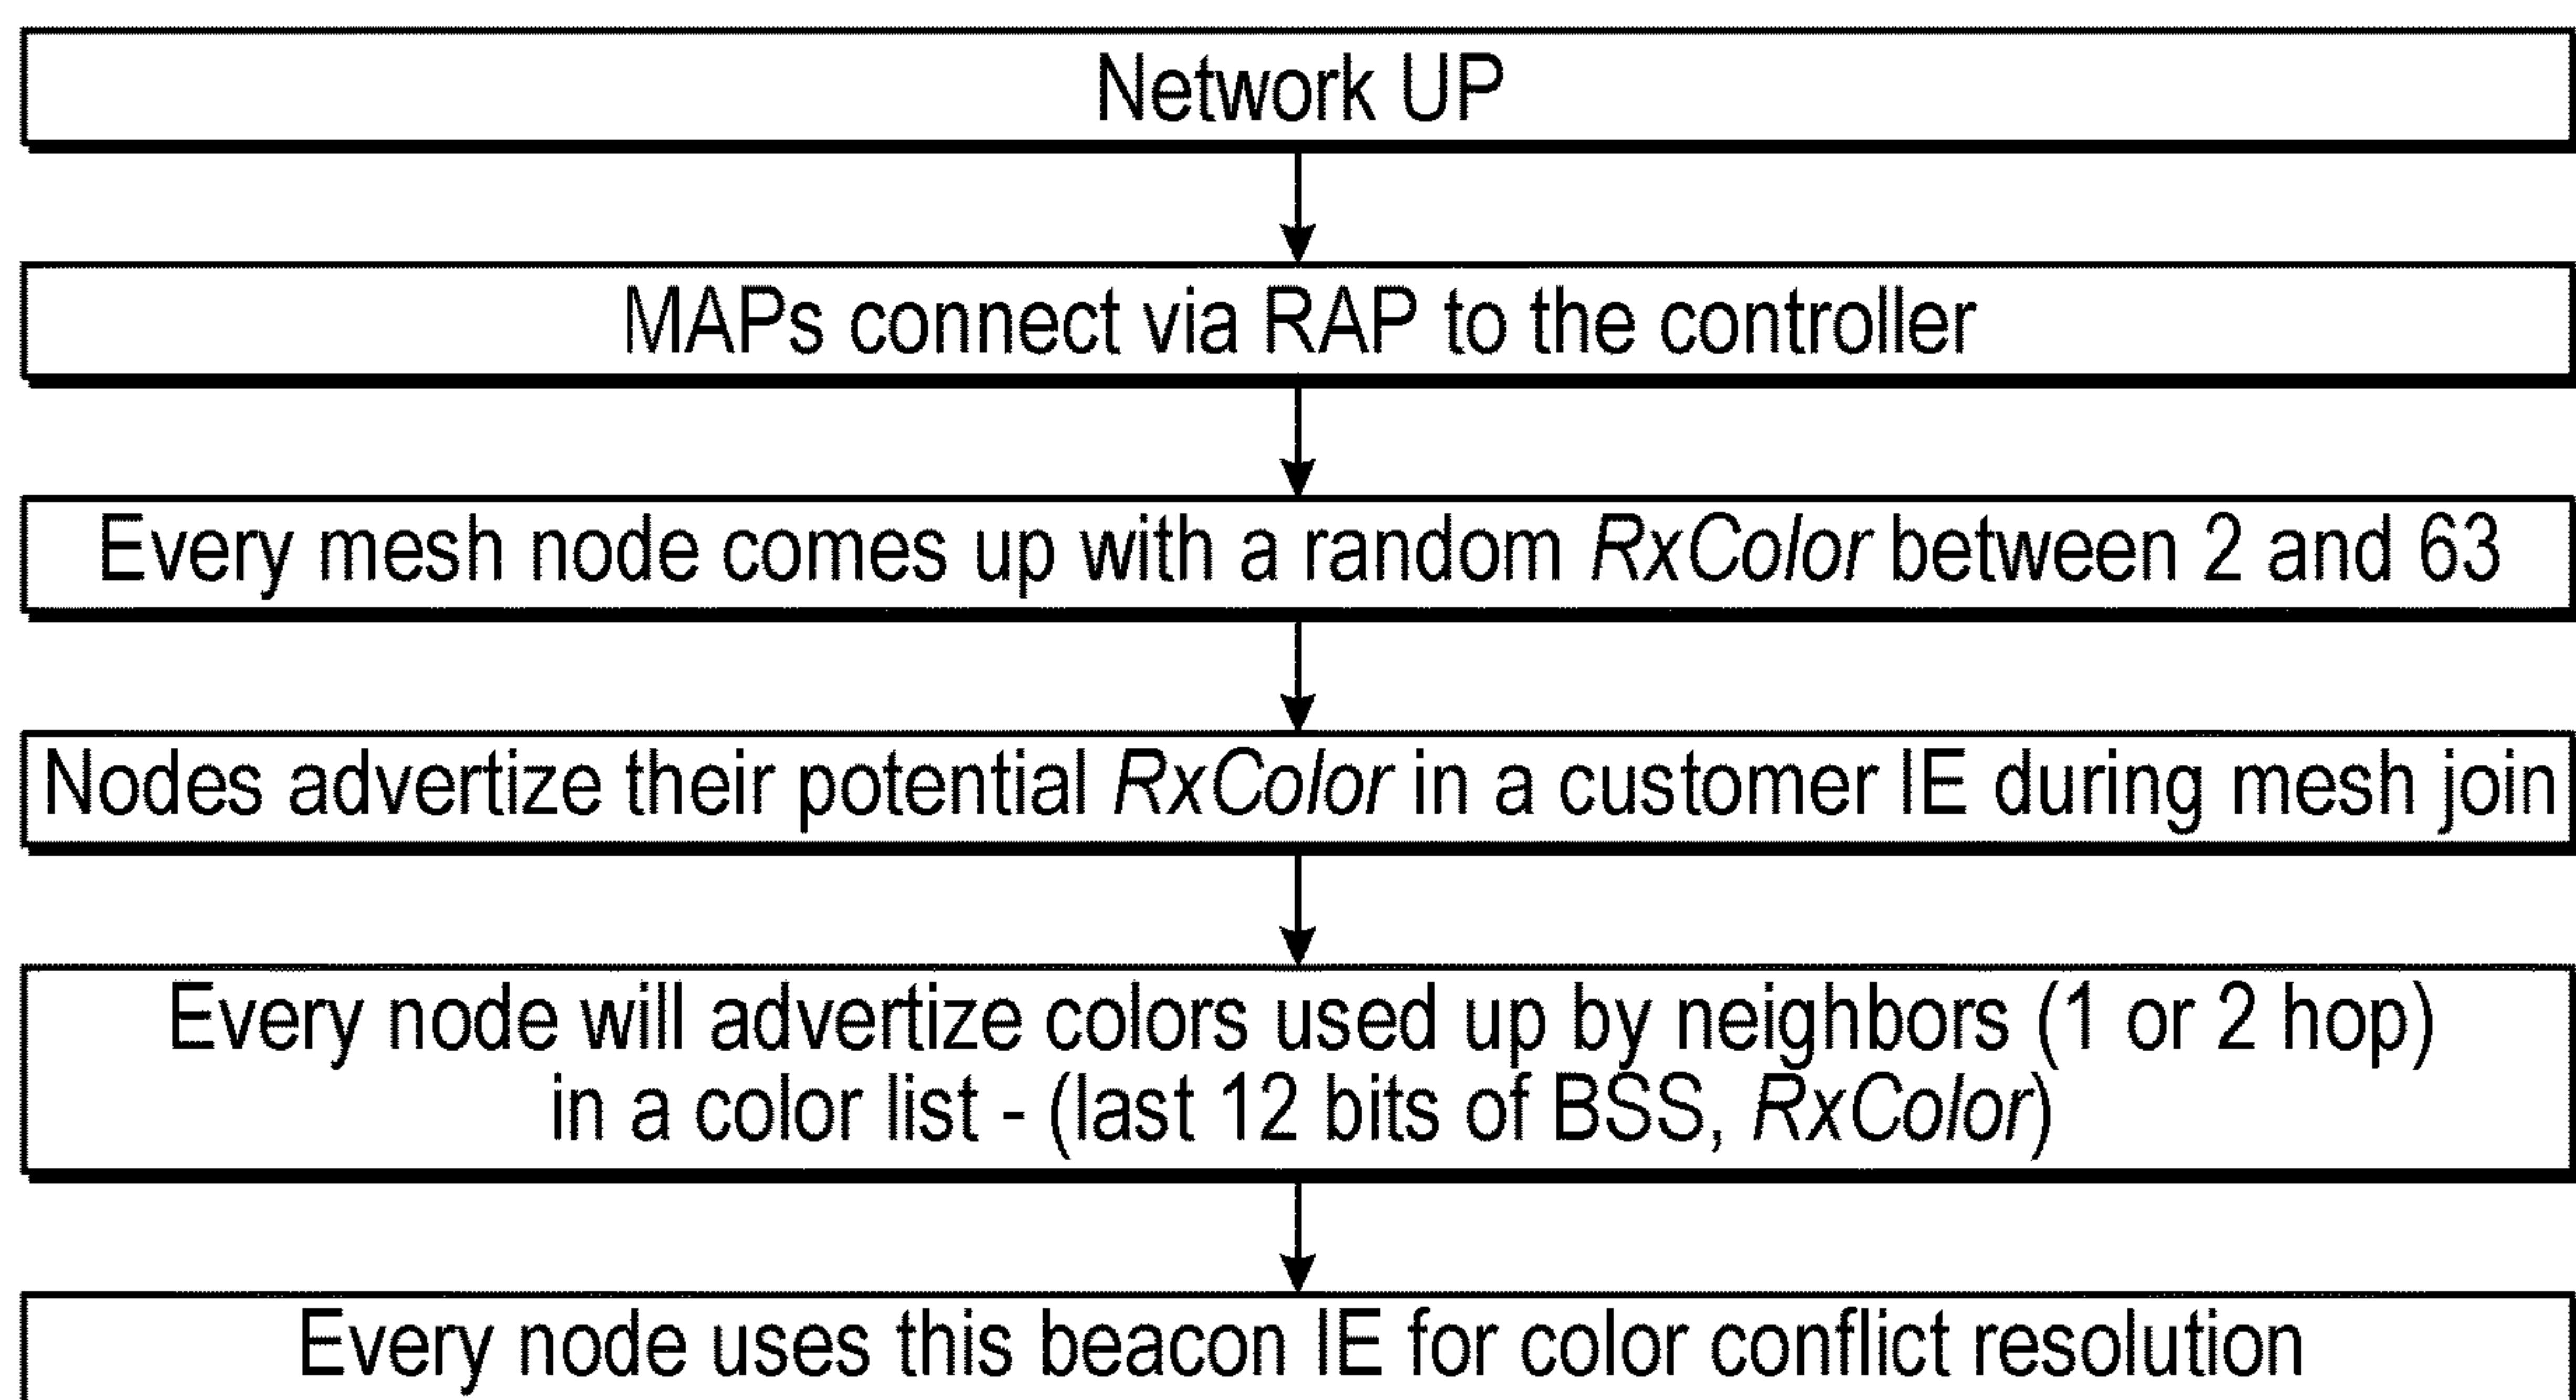 Network UP
MAPs connect via RAP to the controller
Every mesh node comes up with a random RxColor between 2 and 63
Nodes advertize their potential RxColor in a customer IE during mesh join
Every node will advertize colors used up by neighbors (1 or 2 hop)
in a color list - (last 12 bits of BSS, RxColor)
Every node uses this beacon IE for color conflict resolution